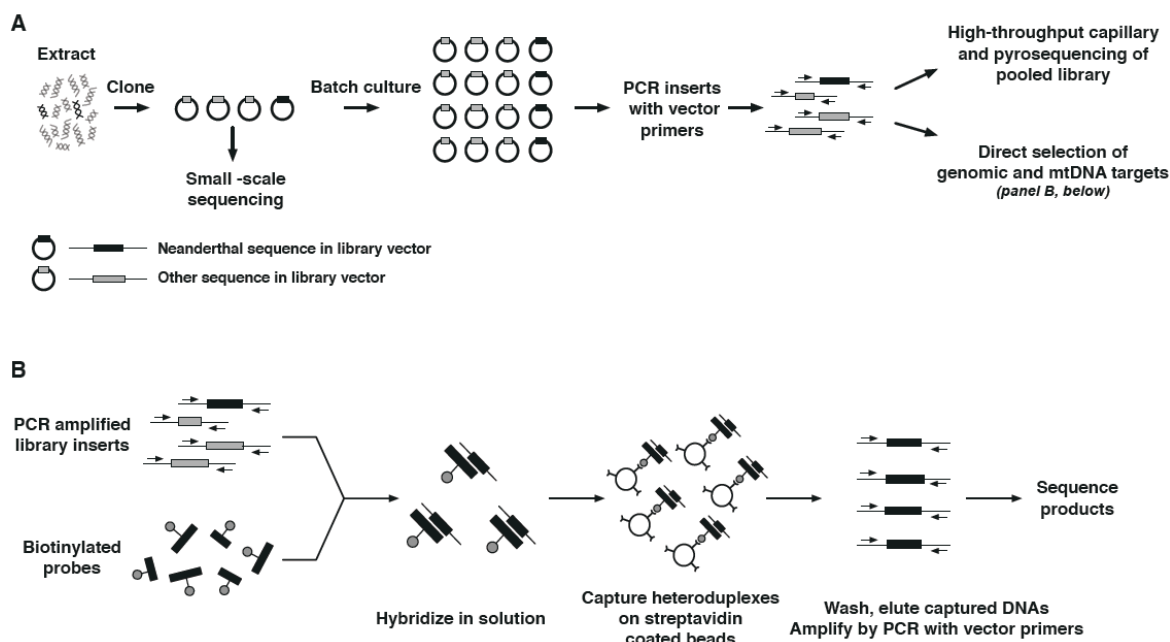 A
Extract
Clone
Small -scale
sequencing
Batch culture
PCR inserts
with vector
primers
High-throughput capillary
and pyrosequencing of
pooled library
Direct selection of
genomic and mtDNA targets
(panel B, below)
Neanderthal sequence in library vector
Other sequence in library vector
B
PCR amplified
library inserts
Biotinylated
probes
Hybridize in solution
Capture heteroduplexes
on streptavidin
coated beads
Wash, elute captured DNAs
Amplify by PCR with vector primers
Sequence
products